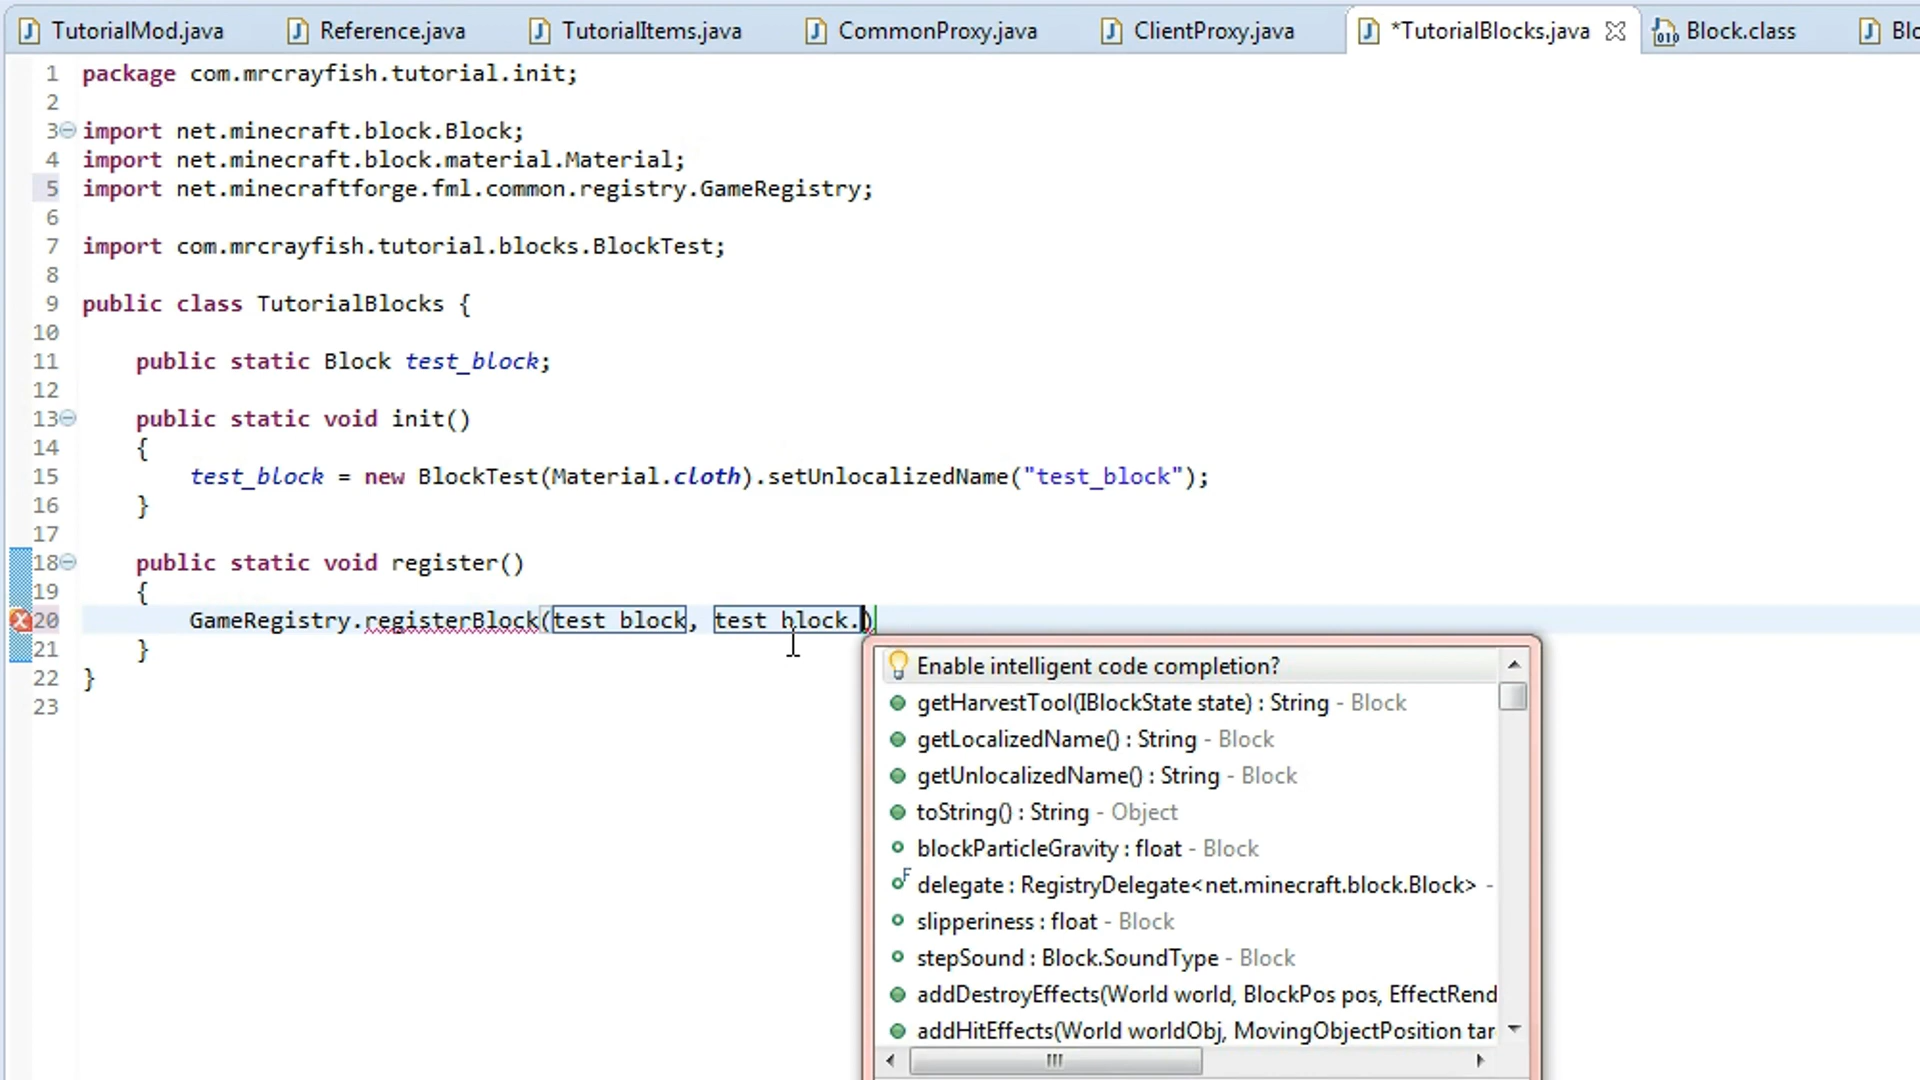 TutorialMod.java Reference.java TutorialItems.java CommonProxy.java ClientProxy.java *TutorialBlocks.java Block.class Blo
1 package com.mrcrayfish.tutorial.init;
2
3 import net.minecraft.block.Block;
4 import net.minecraft.block.material.Material;
5 import net.minecraftforge.fml.common.registry.GameRegistry;
6
7 import com.mrcrayfish.tutorial.blocks.BlockTest;
8
9 public class TutorialBlocks {
10
11 public static Block test_block;
12
13 public static void init()
14 {
15 test_block = new BlockTest(Material.cloth).setUnlocalizedName("test_block");
16 }
17
18 public static void register()
19 {
20 GameRegistry.registerBlock(test_block, test_block.)
21 }
22 }
23
Enable intelligent code completion?
getHarvestTool(IBlockState state) : String - Block
getLocalizedName() : String - Block
getUnlocalizedName() : String - Block
toString() : String - Object
blockParticleGravity : float - Block
delegate : RegistryDelegate<net.minecraft.block.Block> -
slipperiness : float - Block
stepSound : Block.SoundType - Block
addDestroyEffects(World world, BlockPos pos, EffectRend
addHitEffects(World worldObj, MovingObjectPosition tar